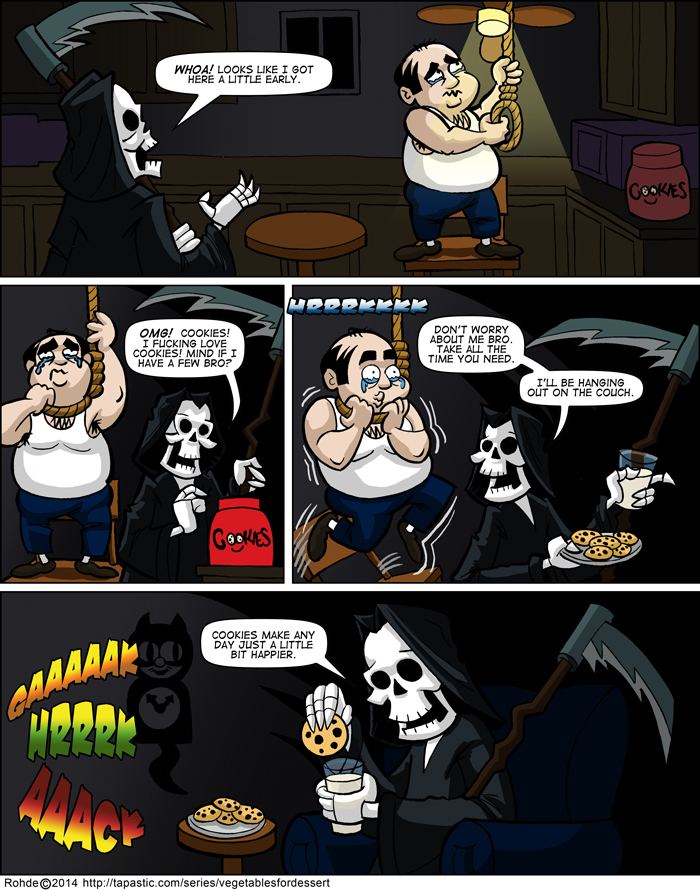 WHOA! LOOKS LIKE I GOT
HERE A LITTLE EARLY.
COOKIES
OMG! COOKIES!
I FUCKING LOVE
COOKIES! MIND IF I
HAVE A FEW BRO?
COOKIES
HRRRKKKK
DON'T WORRY
ABOUT ME BRO.
TAKE ALL THE
TIME YOU NEED.
I'LL BE HANGING
OUT ON THE COUCH.
GAAAAAK
HRRRK
AAACK
COOKIES MAKE ANY
DAY JUST A LITTLE
BIT HAPPIER.
Rohde©2014 http://tapastic.com/series/vegetablesfordessert